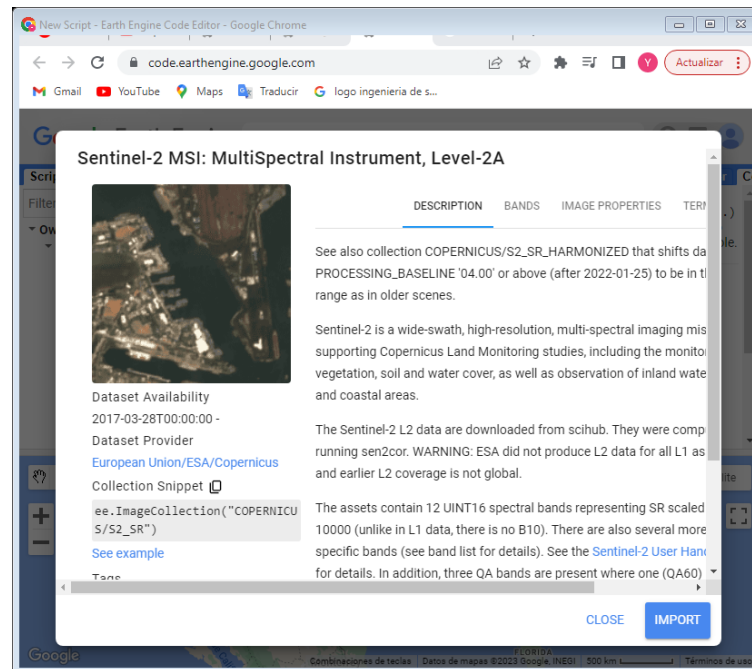 New Script - Earth Engine Code Editor - Google Chrome
code.earthengine.google.com
Y
Actualizar
Gmail
YouTube
Maps
Traducir
logo ingenieria de s...
Sentinel-2 MSI: MultiSpectral Instrument, Level-2A
Filter
DESCRIPTION BANDS IMAGE PROPERTIES TERM
See also collection COPERNICUS/S2_SR_HARMONIZED that shifts da
PROCESSING_BASELINE '04.00' or above (after 2022-01-25) to be in t
range as in older scenes.
Sentinel-2 is a wide-swath, high-resolution, multi-spectral imaging mis
supporting Copernicus Land Monitoring studies, including the monito
vegetation, soil and water cover, as well as observation of inland wate
and coastal areas.
The Sentinel-2 L2 data are downloaded from scihub. They were comp
running sen2cor. WARNING: ESA did not produce L2 data for all L1 as
and earlier L2 coverage is not global.
The assets contain 12 UINT16 spectral bands representing SR scaled
10000 (unlike in L1 data, there is no B10). There are also several more
specific bands (see band list for details). See the Sentinel-2 User Hand
for details. In addition, three QA bands are present where one (QA60)
Dataset Availability
2017-03-28T00:00:00 -
Dataset Provider
European Union/ESA/Copernicus
Collection Snippet
ee.ImageCollection("COPERNICU
S/S2_SR")
See example
Tags
CLOSE
IMPORT
Google
FLORIDA
Combinaciones de teclas
Datos de mapas ©2023 Google, INEGI
500 km
Términos de uso